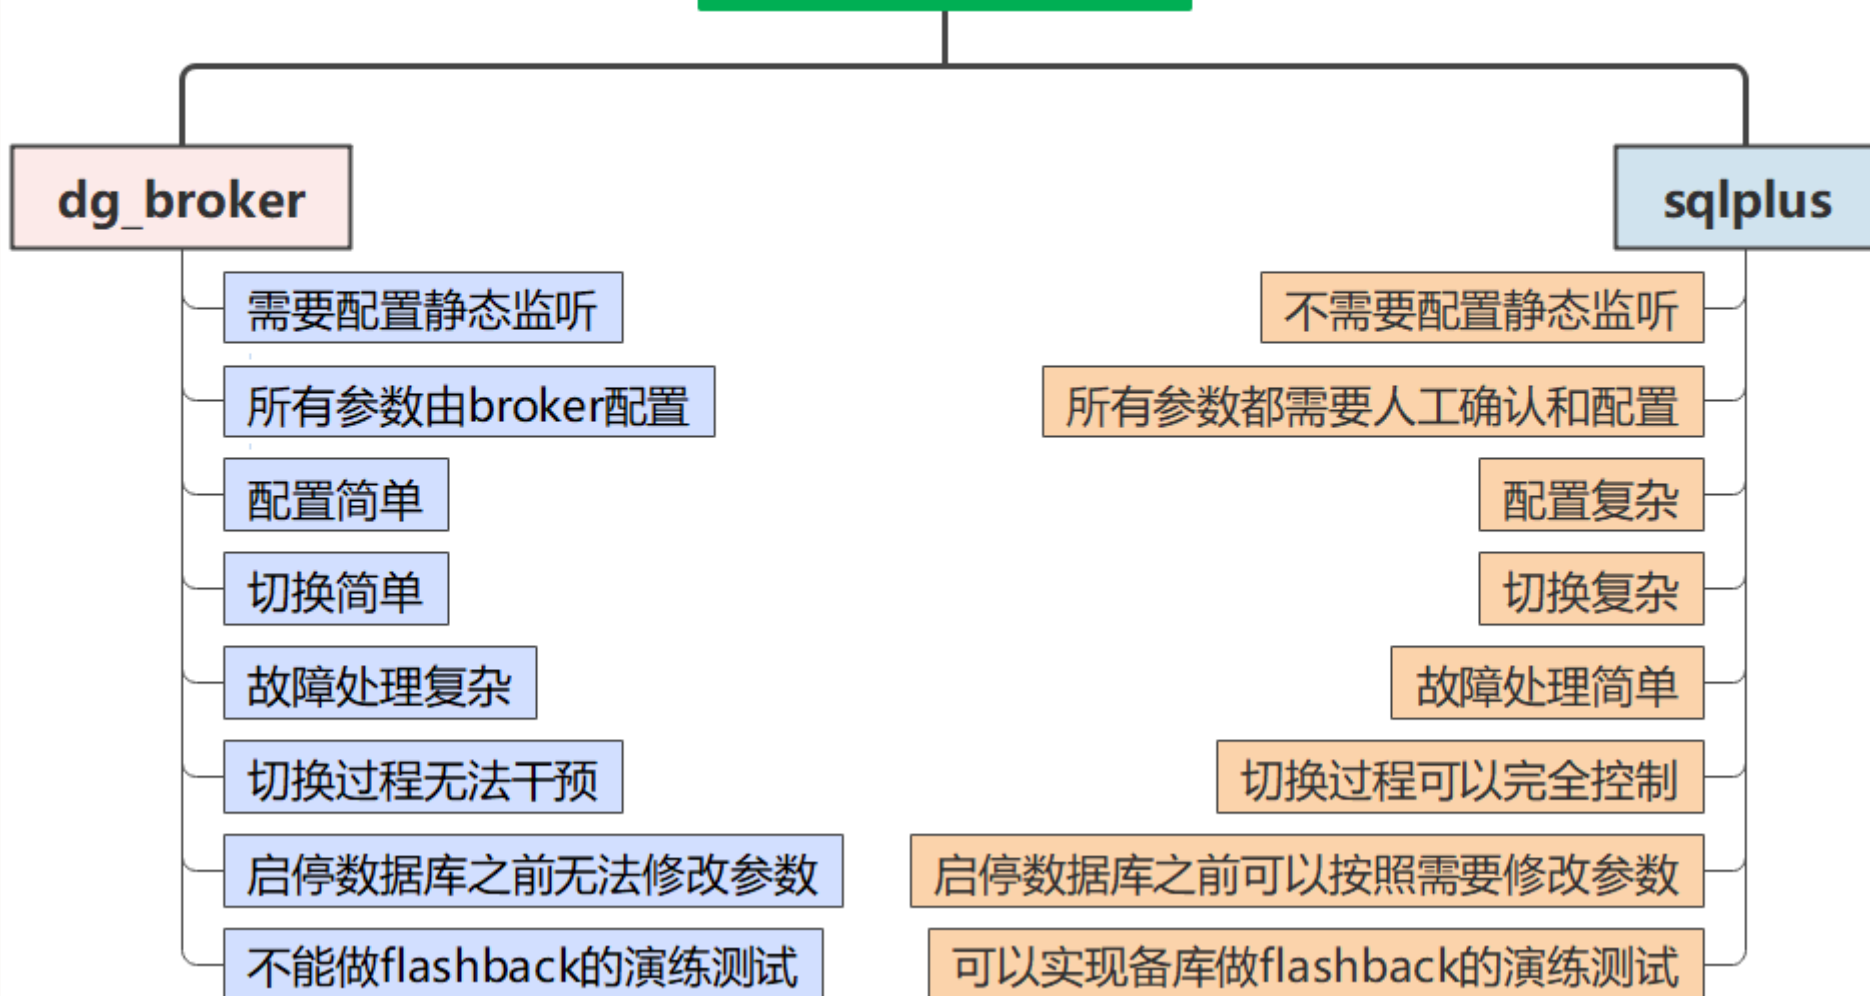 dg_broker
需要配置静态监听
所有参数由broker配置
配置简单
切换简单
故障处理复杂
切换过程无法干预
启停数据库之前无法修改参数
不能做flashback的演练测试
sqlplus
不需要配置静态监听
所有参数都需要人工确认和配置
配置复杂
切换复杂
故障处理简单
切换过程可以完全控制
启停数据库之前可以按照需要修改参数
可以实现备库做flashback的演练测试